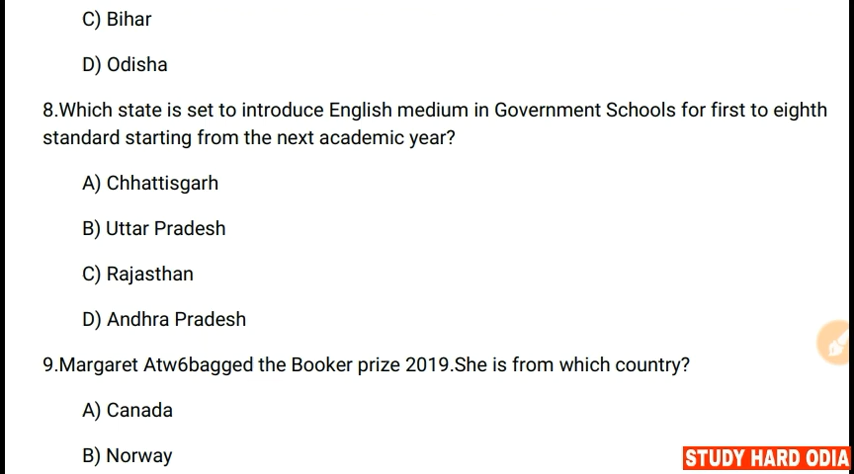 C) Bihar
D) Odisha
8.Which state is set to introduce English medium in Government Schools for first to eighth
standard starting from the next academic year?
A) Chhattisgarh
B) Uttar Pradesh
C) Rajasthan
D) Andhra Pradesh
9.Margaret Atw6bagged the Booker prize 2019.She is from which country?
A) Canada
B) Norway
STUDY HARD ODIA